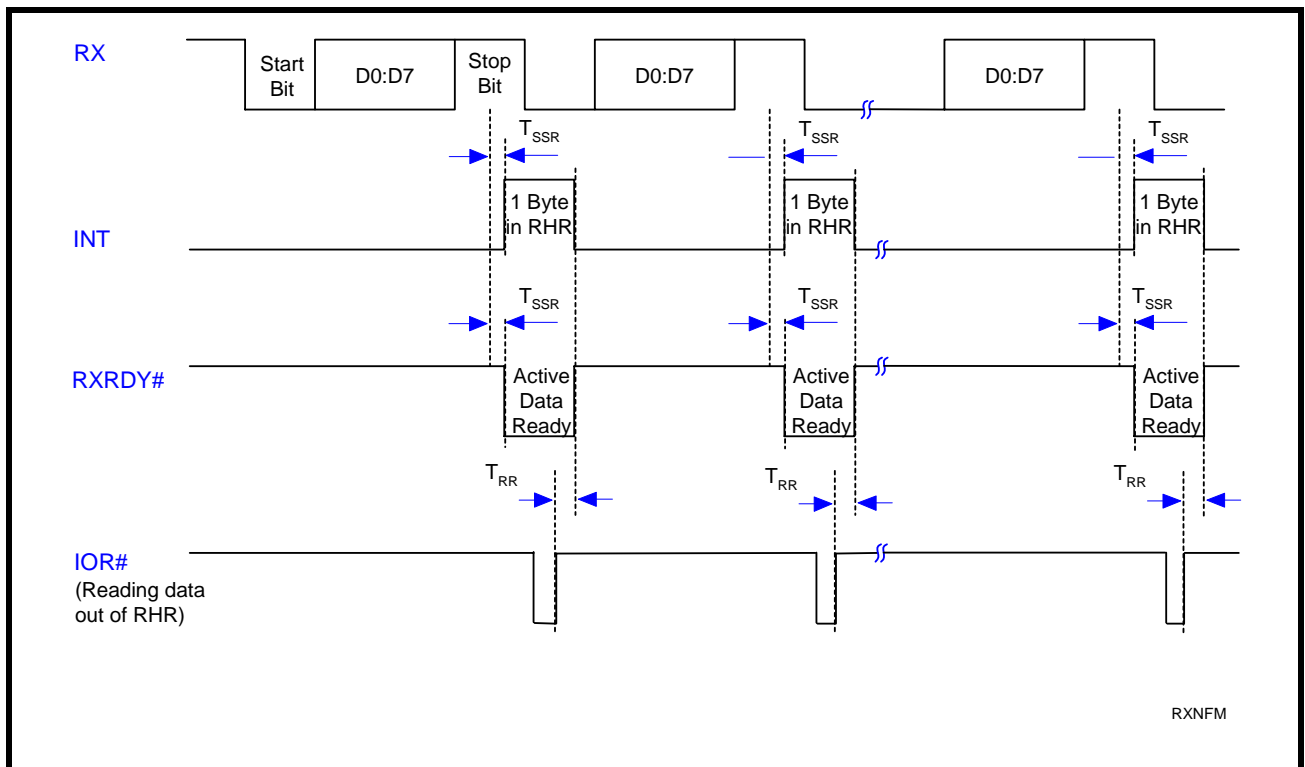 RX
Start
Bit
D0:D7
Stop
Bit
D0:D7
D0:D7
TSSR
TSSR
TSSR
INT
1 Byte
in RHR
1 Byte
in RHR
1 Byte
in RHR
TSSR
TSSR
TSSR
RXRDY#
Active
Data
Ready
Active
Data
Ready
Active
Data
Ready
TRR
TRR
TRR
IOR#
(Reading data
out of RHR)
RXNFM